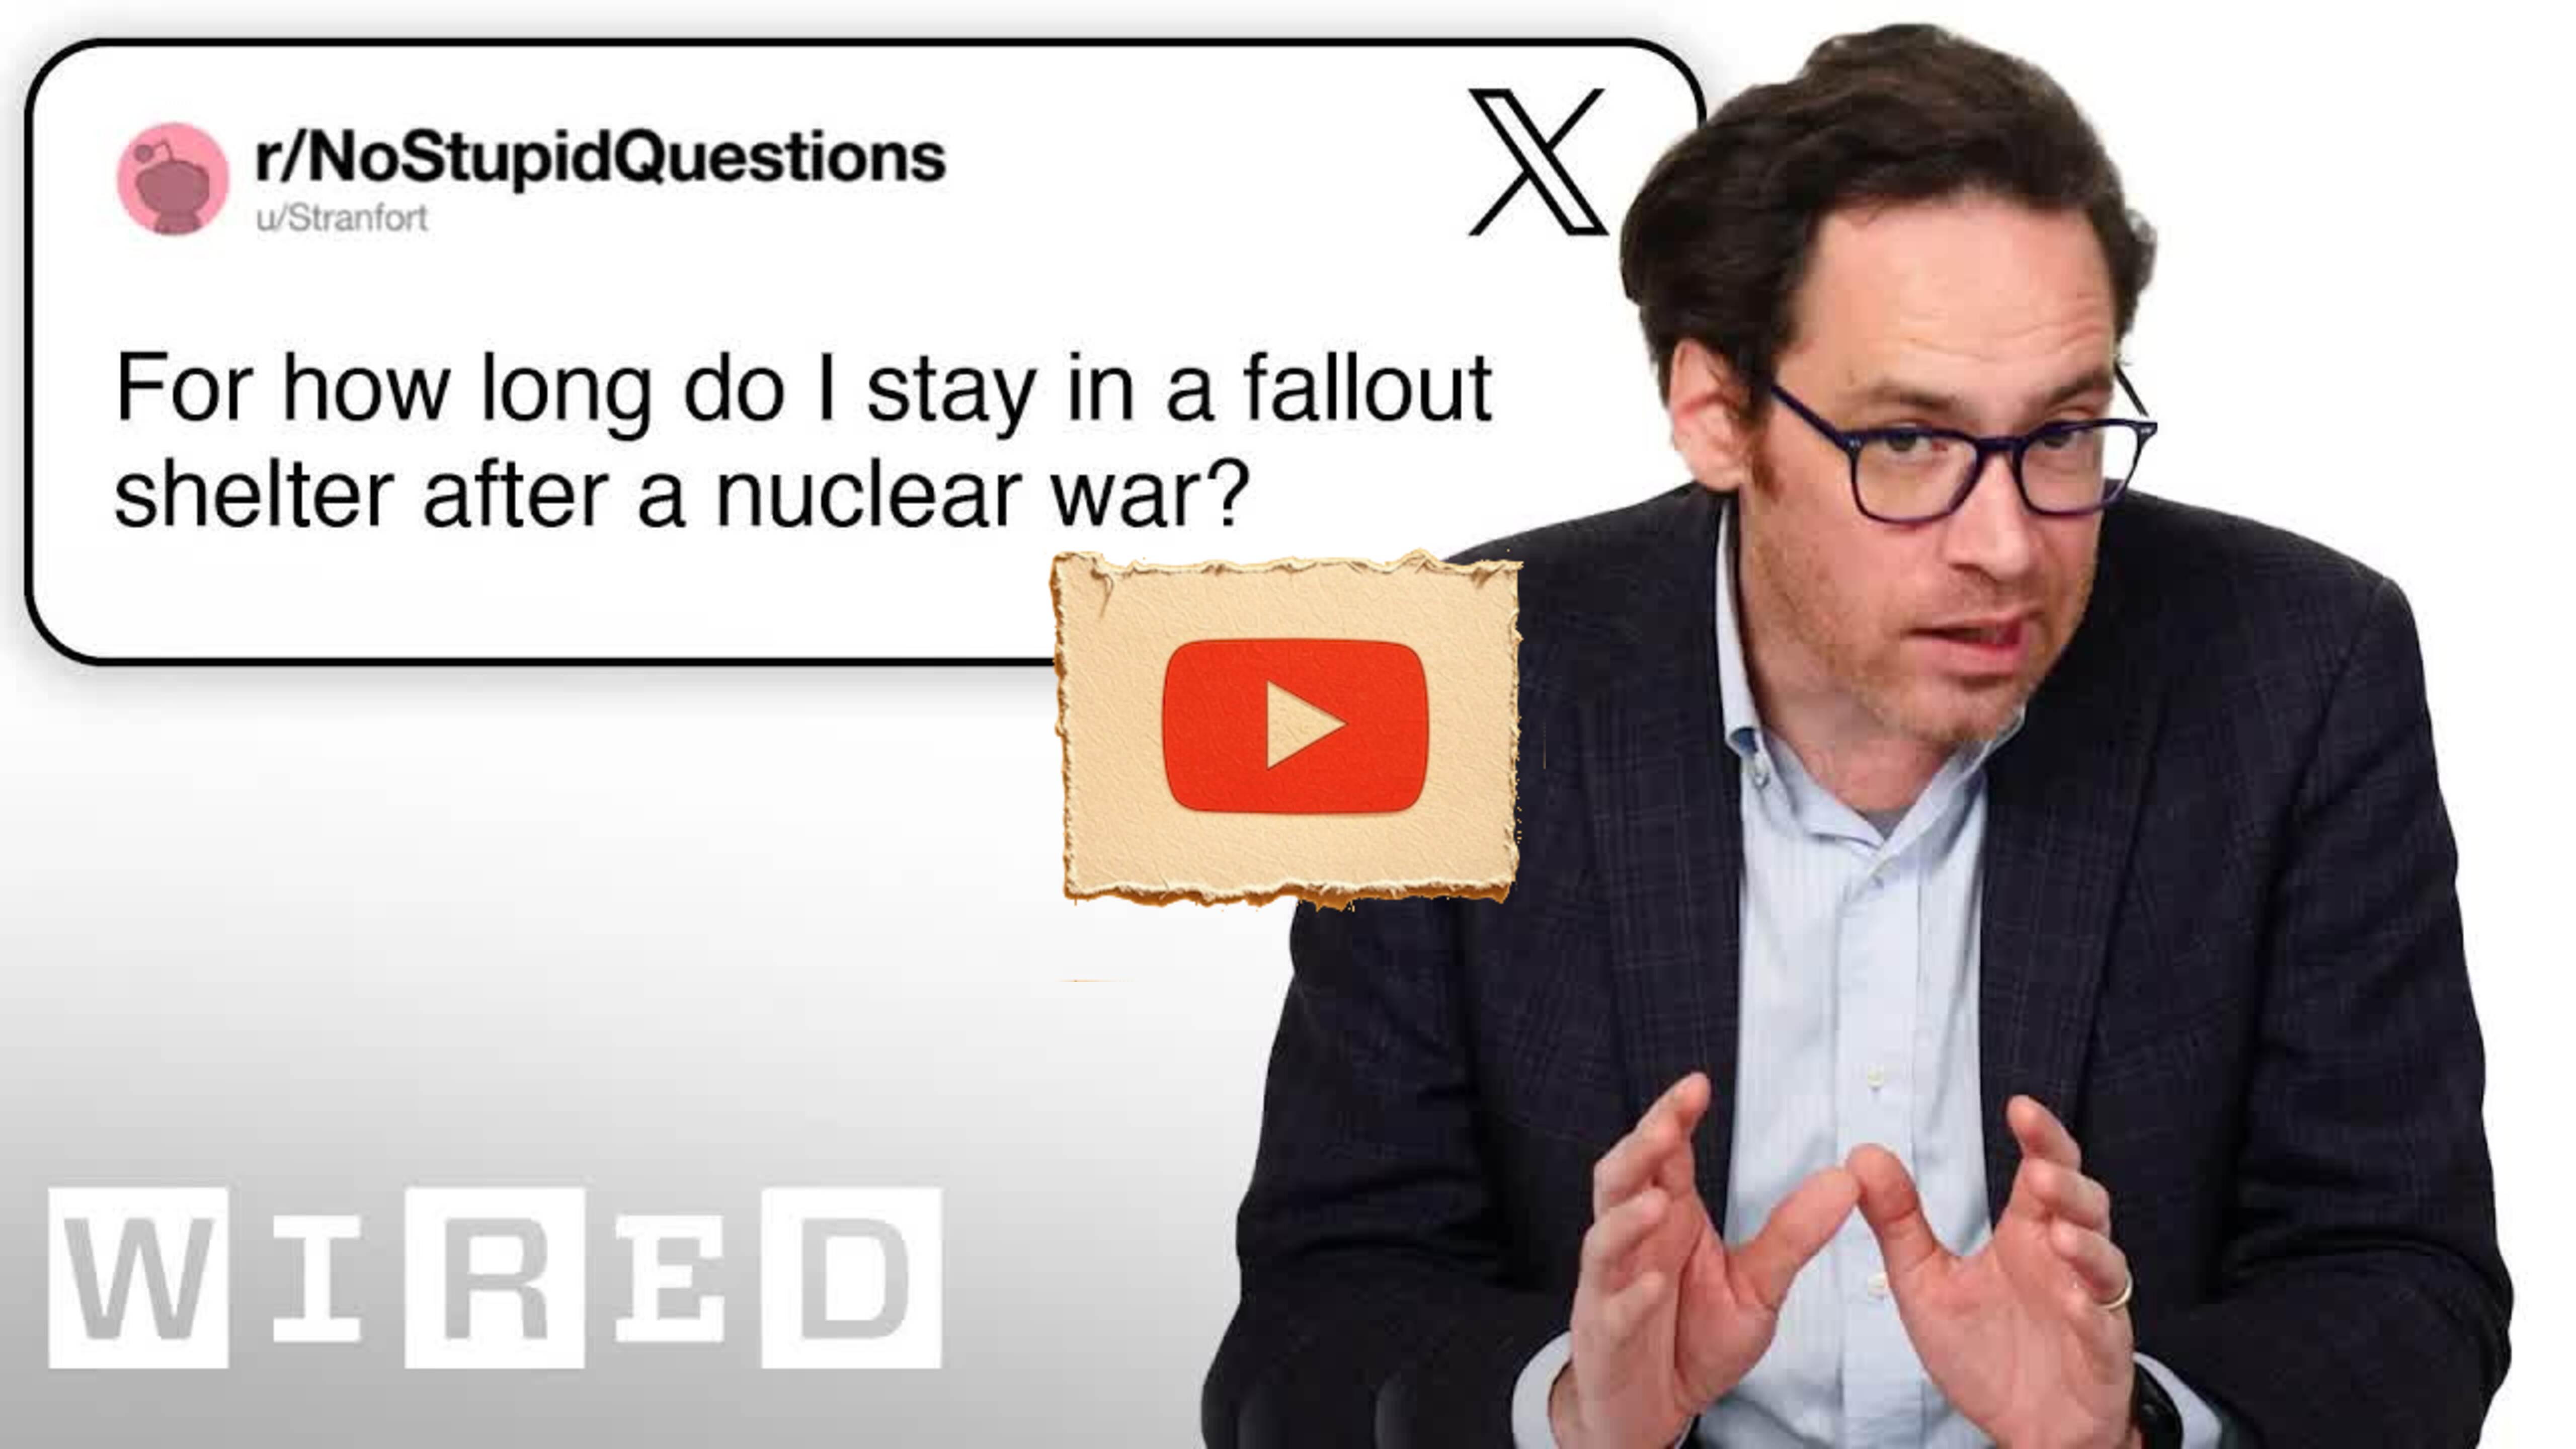 r/NoStupidQuestions
u/Stranfort
For how long do I stay in a fallout
shelter after a nuclear war?
WIRED